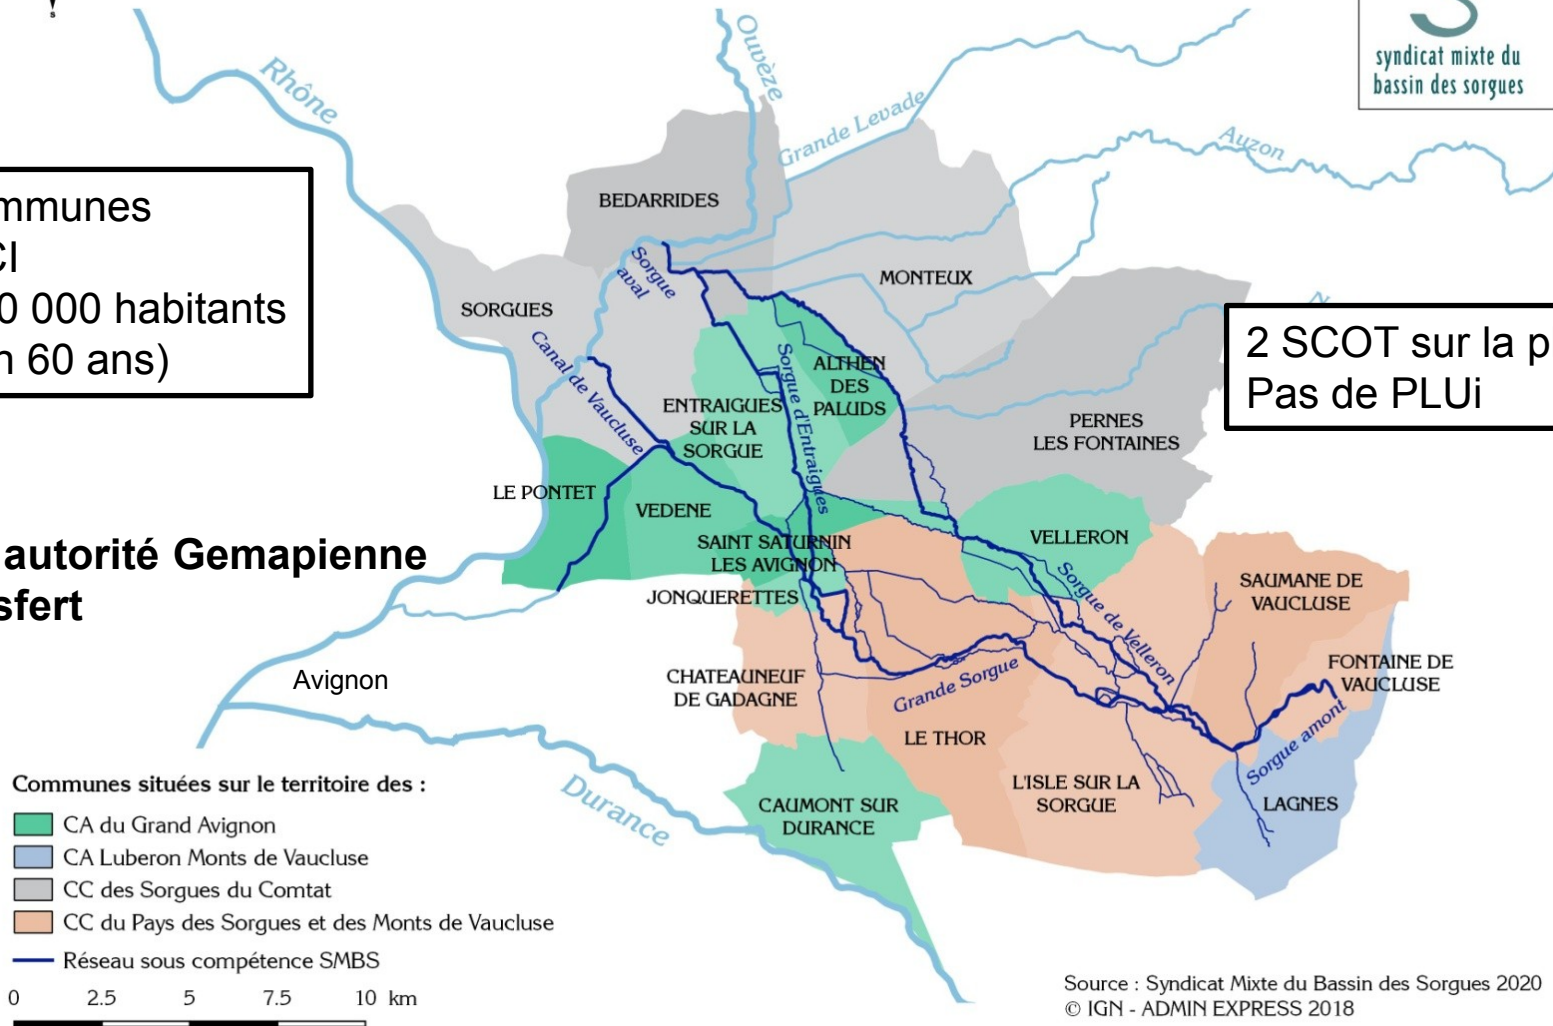 s
Rhône
Ouvèze
Grande Levade
Auzon
syndicat mixte du
bassin des sorgues
mmunes
CI
0 000 habitants
n 60 ans)
BEDARRIDES
Sorgue
aval
MONTEUX
SORGUES
Canal de Vaucluse
2 SCOT sur la p
Pas de PLUi
ALTHEN
DES
PALUDS
Sorgue d'Entraigues
ENTRAIGUES
SUR LA
SORGUE
PERNES
LES FONTAINES
LE PONTET
VEDENE
autorité Gemapienne
sfert
SAINT SATURNIN
LES AVIGNON
VELLERON
JONQUERETTES
Sorgue de Velleron
SAUMANE DE
VAUCLUSE
Avignon
CHATEAUNEUF
DE GADAGNE
Grande Sorgue
FONTAINE DE
VAUCLUSE
LE THOR
Sorgue amont
L'ISLE SUR LA
SORGUE
LAGNES
Durance
CAUMONT SUR
DURANCE
Communes situées sur le territoire des :
CA du Grand Avignon
CA Luberon Monts de Vaucluse
CC des Sorgues du Comtat
CC du Pays des Sorgues et des Monts de Vaucluse
Réseau sous compétence SMBS
0 2.5 5 7.5 10 km
Source : Syndicat Mixte du Bassin des Sorgues 2020
© IGN - ADMIN EXPRESS 2018